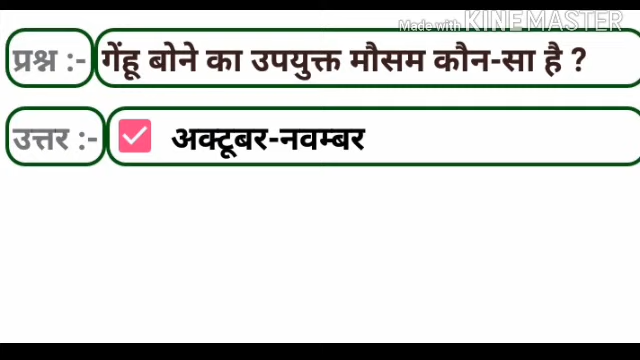 Made with KINEMASTER
प्रश्न :- गेंहू बोने का उपयुक्त मौसम कौन-सा है ?
उत्तर :- अक्टूबर-नवम्बर